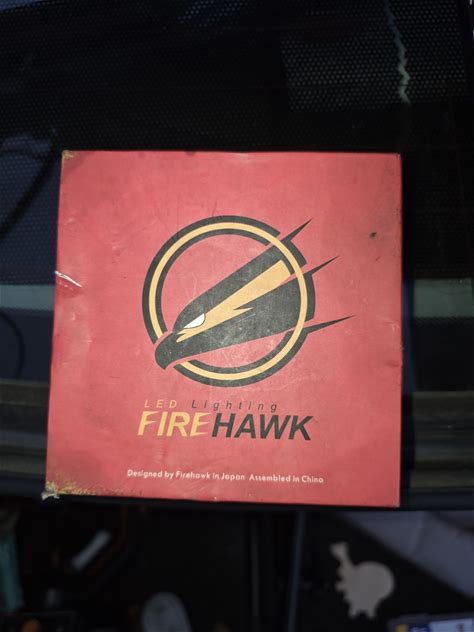 LED Lighting
FIREHAWK
Designed by Firehawk in Japan Assembled in China